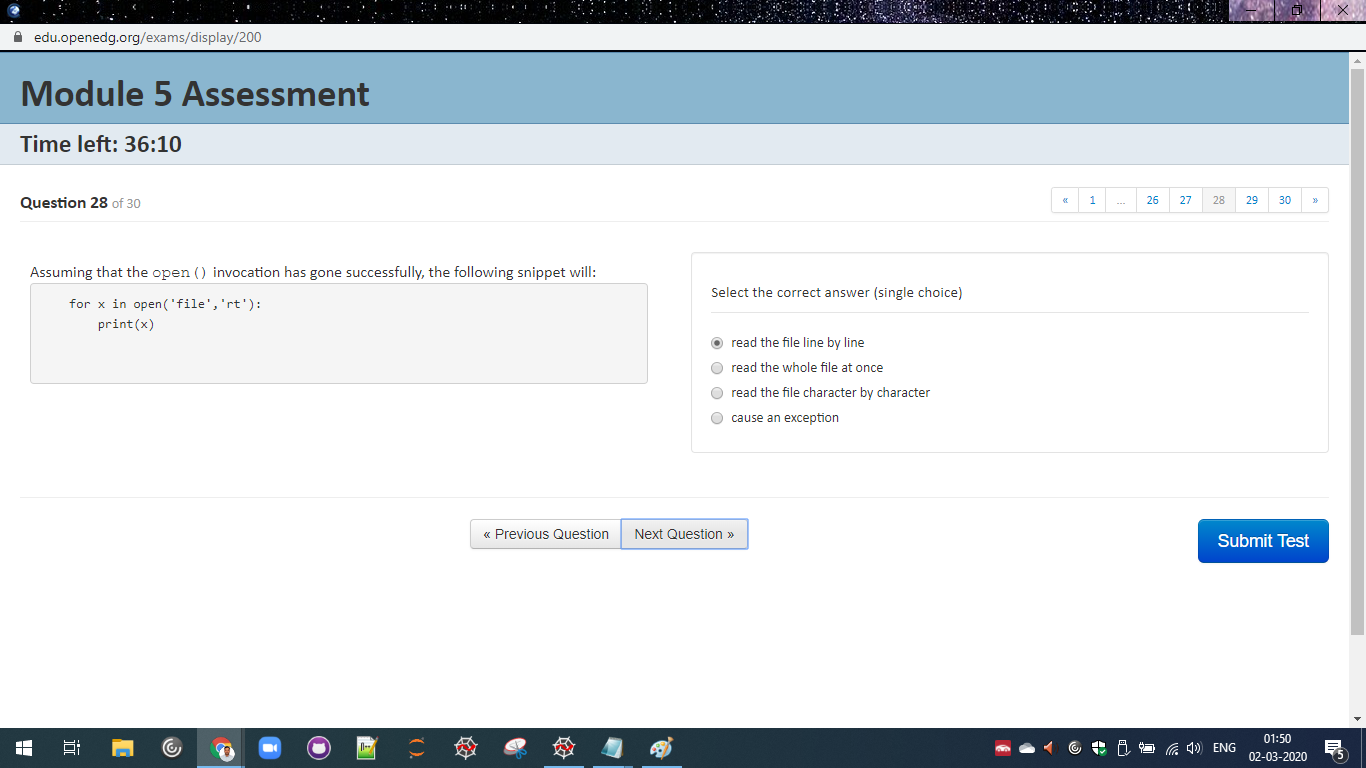 edu.openedg.org/exams/display/200
Module 5 Assessment
Time left: 36:10
Question 28 of 30
« 1 ... 26 27 28 29 30 »
Assuming that the open() invocation has gone successfully, the following snippet will:
for x in open('file','rt'):
print(x)
Select the correct answer (single choice)
read the file line by line
read the whole file at once
read the file character by character
cause an exception
« Previous Question
Next Question »
Submit Test
ENG
01:50
02-03-2020
5